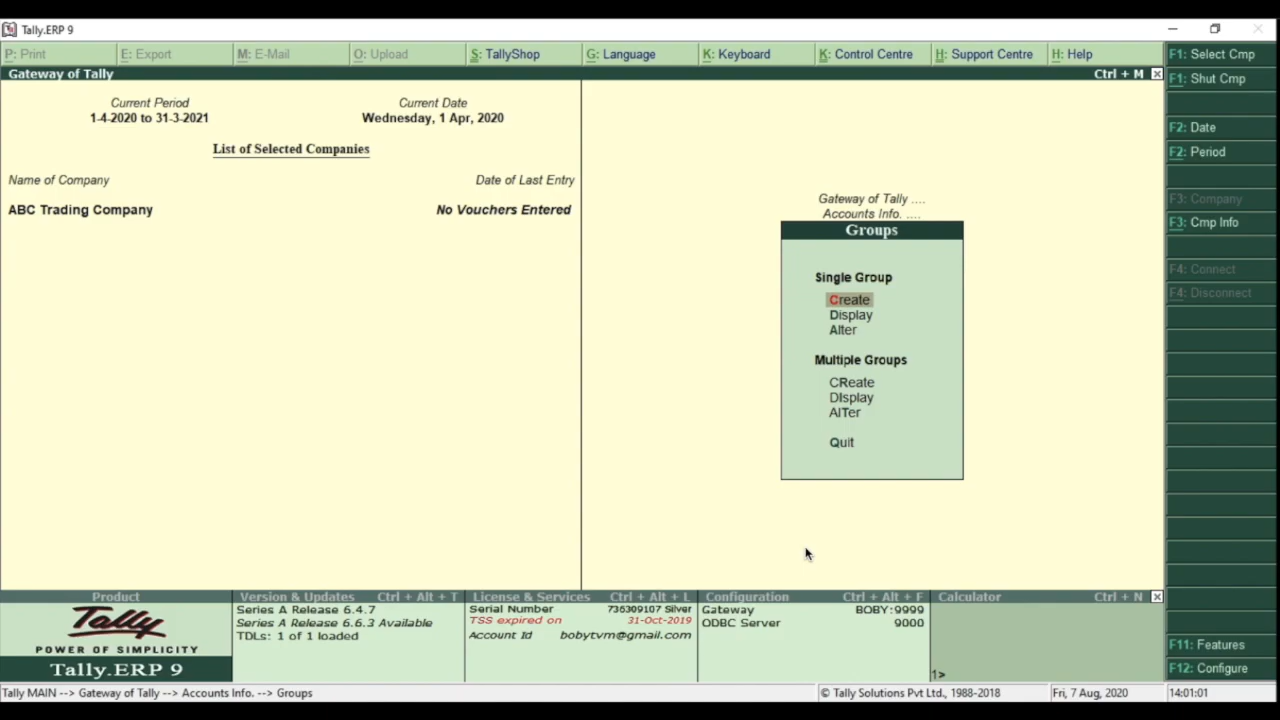 Tally.ERP 9
P: Print E: Export M: E-Mail O: Upload S: TallyShop G: Language K: Keyboard K: Control Centre H: Support Centre H: Help
Gateway of Tally Ctrl + M
Current Period Current Date
1-4-2020 to 31-3-2021 Wednesday, 1 Apr, 2020
List of Selected Companies
Name of Company Date of Last Entry
ABC Trading Company No Vouchers Entered
Gateway of Tally ....
Accounts Info. ....
Groups
Single Group
Create
Display
Alter
Multiple Groups
CReate
DIsplay
AlTer
Quit
F1: Select Cmp
F1: Shut Cmp
F2: Date
F2: Period
F3: Company
F3: Cmp Info
F4: Connect
F4: Disconnect
F11: Features
F12: Configure
Product
Tally
POWER OF SIMPLICITY
Tally.ERP 9
Version & Updates Ctrl + Alt + T
Series A Release 6.4.7
Series A Release 6.6.3 Available
TDLs: 1 of 1 loaded
License & Services Ctrl + Alt + L
Serial Number 736309107 Silver
TSS expired on 31-Oct-2019
Account Id bobytvm@gmail.com
Configuration Ctrl + Alt + F
Gateway BOBY:9999
ODBC Server 9000
Calculator Ctrl + N
1>
Tally MAIN --> Gateway of Tally --> Accounts Info. --> Groups © Tally Solutions Pvt Ltd., 1988-2018 Fri, 7 Aug, 2020 14:01:01